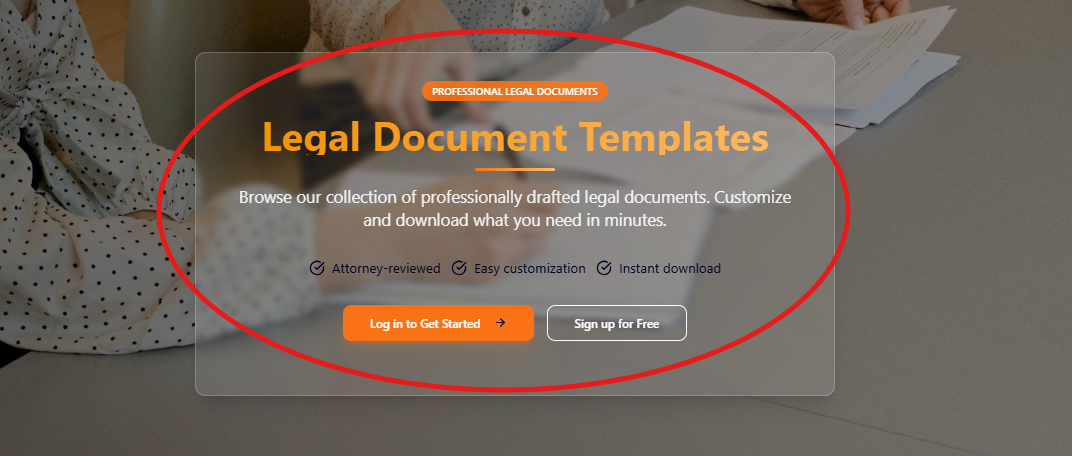 PROFESSIONAL LEGAL DOCUMENTS
Legal Document Templates
Browse our collection of professionally drafted legal documents. Customize
and download what you need in minutes.
Attorney-reviewed Easy customization Instant download
Log in to Get Started Sign up for Free